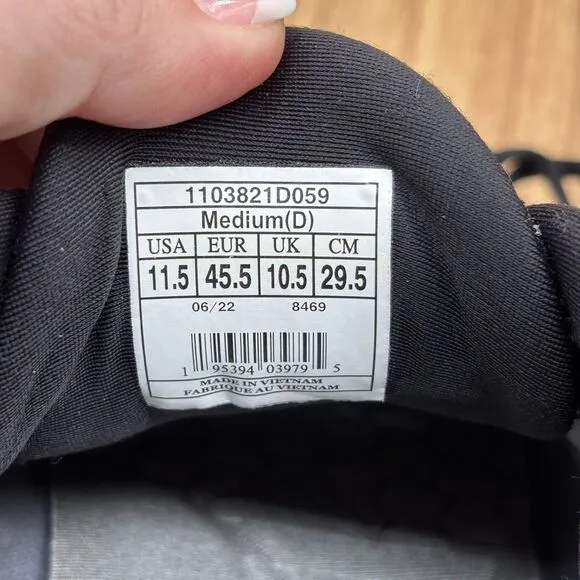 1103821D059
Medium(D)
USA EUR UK CM
11.5 45.5 10.5 29.5
06/22 8469
1 95394 03979 5
MADE IN VIETNAM
FABRIQUE AU VIETNAM